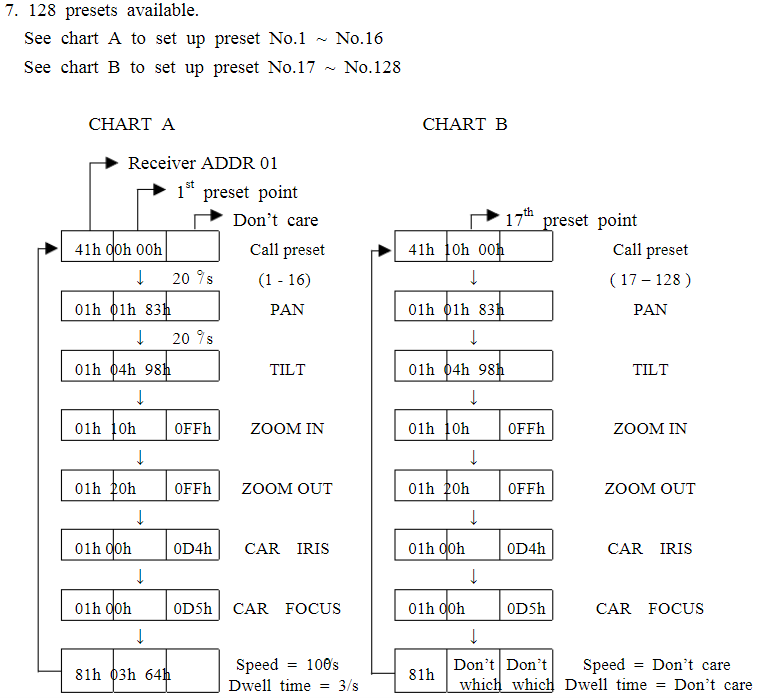 7. 128 presets available.
See chart A to set up preset No.1 ~ No.16
See chart B to set up preset No.17 ~ No.128
CHART A
CHART B
Receiver ADDR 01
1st preset point
Don't care
17th preset point
41h 00h 00h Call preset
41h 10h 00h Call preset
↓ 20 °/s (1 - 16)
↓ ( 17 – 128 )
01h 01h 83h PAN
01h 01h 83h PAN
↓ 20 °/s
↓
01h 04h 98h TILT
01h 04h 98h TILT
↓
↓
01h 10h 0FFh ZOOM IN
01h 10h 0FFh ZOOM IN
↓
↓
01h 20h 0FFh ZOOM OUT
01h 20h 0FFh ZOOM OUT
↓
↓
01h 00h 0D4h CAR IRIS
01h 00h 0D4h CAR IRIS
↓
↓
01h 00h 0D5h CAR FOCUS
01h 00h 0D5h CAR FOCUS
↓
↓
81h 03h 64h
Speed = 100°/s
Dwell time = 3/s
81h
Don't which
Don't which
Speed = Don't care
Dwell time = Don't care